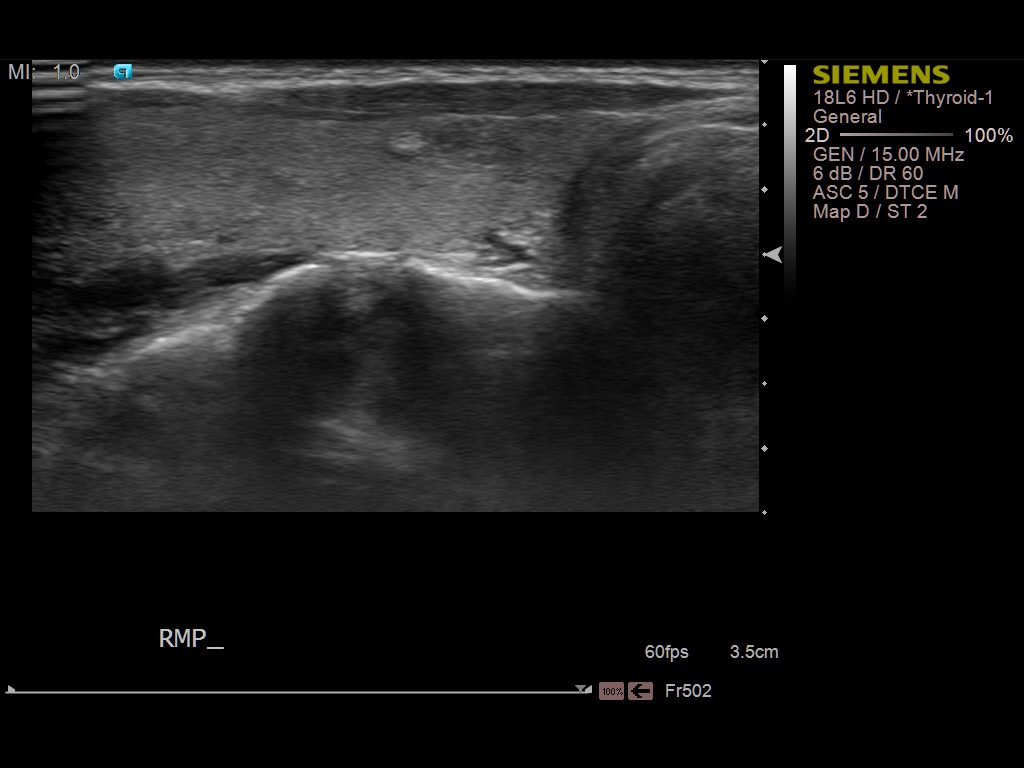 MI: 1.0
SIEMENS
18L6 HD / *Thyroid-1
General
2D 100%
GEN / 15.00 MHz
6 dB / DR 60
ASC 5 / DTCE M
Map D / ST 2
RMP_
60fps 3.5cm
100% Fr502